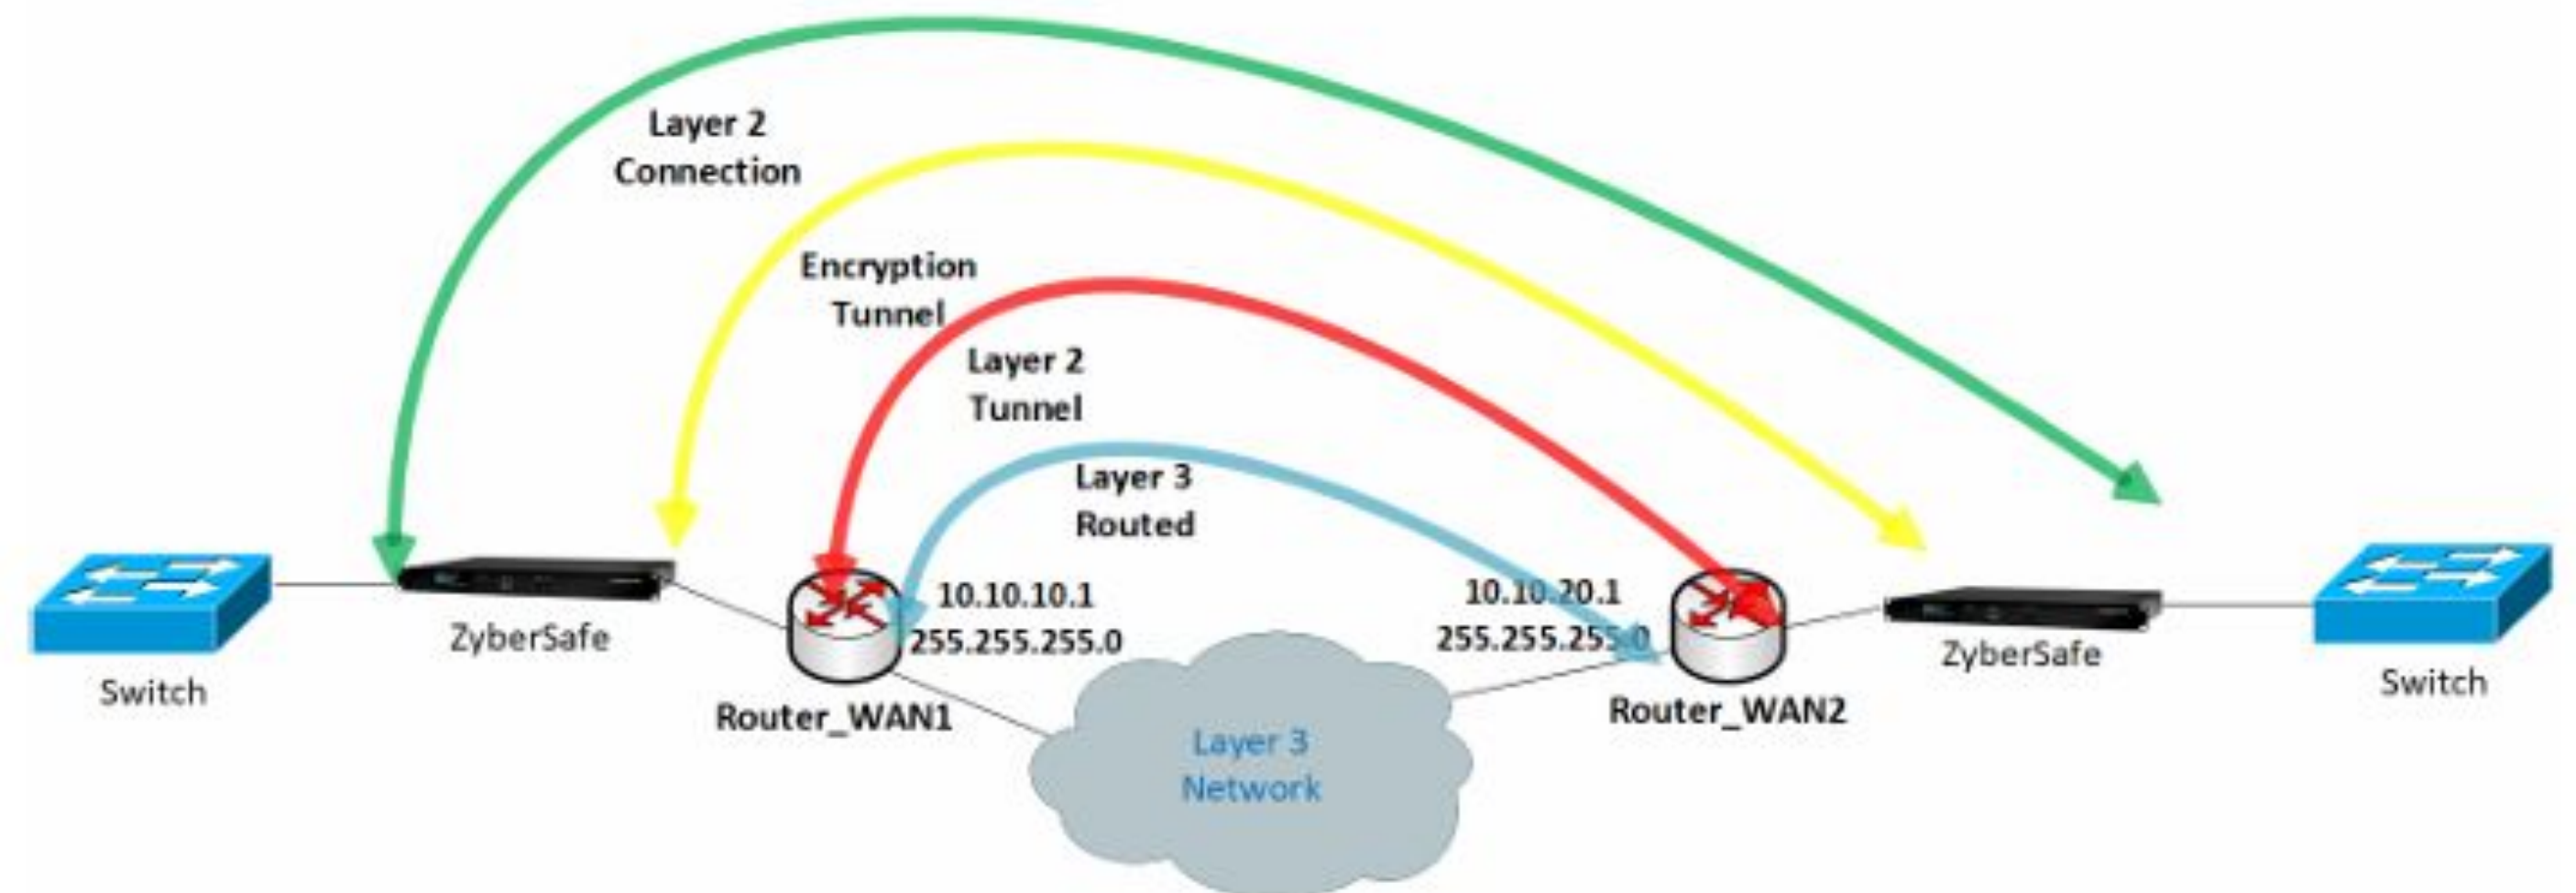 Layer 2
Connection
Encryption
Tunnel
Layer 2
Tunnel
Layer 3
Routed
10.10.10.1
255.255.255.0
10.10.20.1
255.255.255.0
Switch
ZyberSafe
Router_WAN1
Layer 3
Network
Router_WAN2
ZyberSafe
Switch